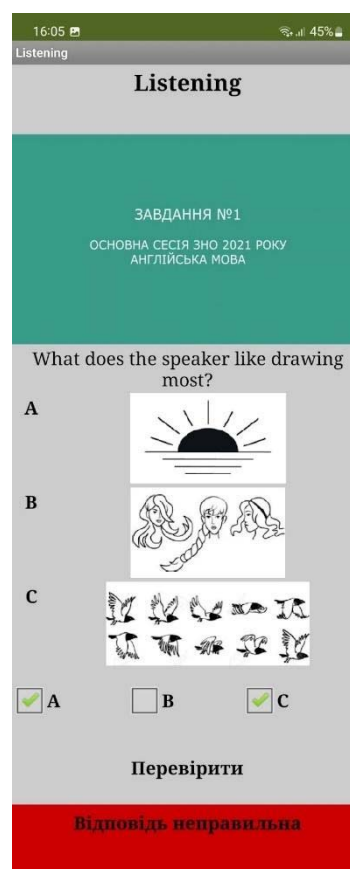 16:05 45%
Listening
Listening
ЗАВДАННЯ №1
ОСНОВНА СЕСІЯ ЗНО 2021 РОКУ
АНГЛІЙСЬКА МОВА
What does the speaker like drawing
most?
A
B
C
A B C
Перевірити
Відповідь неправильна